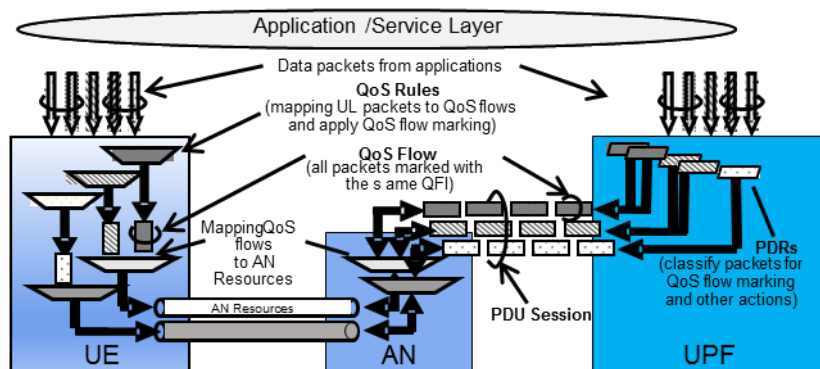 Application /Service Layer
Data packets from applications
QoS Rules
(mapping UL packets to QoS flows
and apply QoS flow marking)
QoS Flow
(all packets marked with
the s ame QFI)
MappingQoS
flows
to AN
Resources
AN Resources
PDU Session
PDRs
(classify packets for
QoS flow marking
and other actions)
UE
AN
UPF